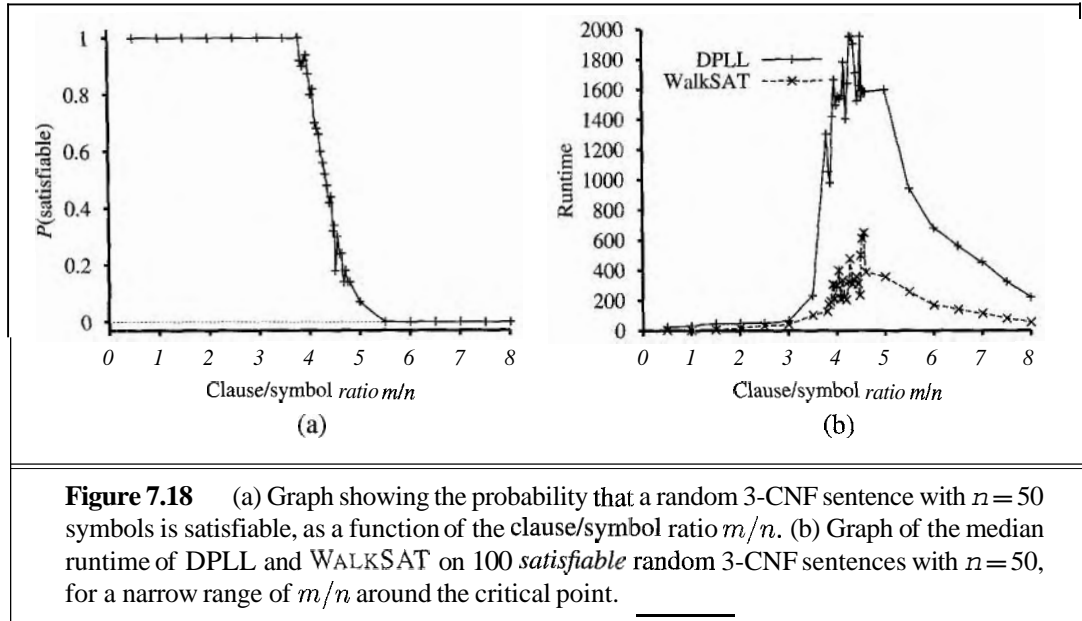 1
0.8
0.6
0.4
0.2
0
P(satisfiable)
0 1 2 3 4 5 6 7 8
Clause/symbol ratio m/n
(a)
2000
1800
1600
1400
1200
1000
800
600
400
200
0
Runtime
DPLL
WalkSAT
0 1 2 3 4 5 6 7 8
Clause/symbol ratio m/n
(b)
Figure 7.18 (a) Graph showing the probability that a random 3-CNF sentence with n = 50
symbols is satisfiable, as a function of the clause/symbol ratio m/n. (b) Graph of the median
runtime of DPLL and WALKSAT on 100 satisfiable random 3-CNF sentences with n = 50,
for a narrow range of m/n around the critical point.